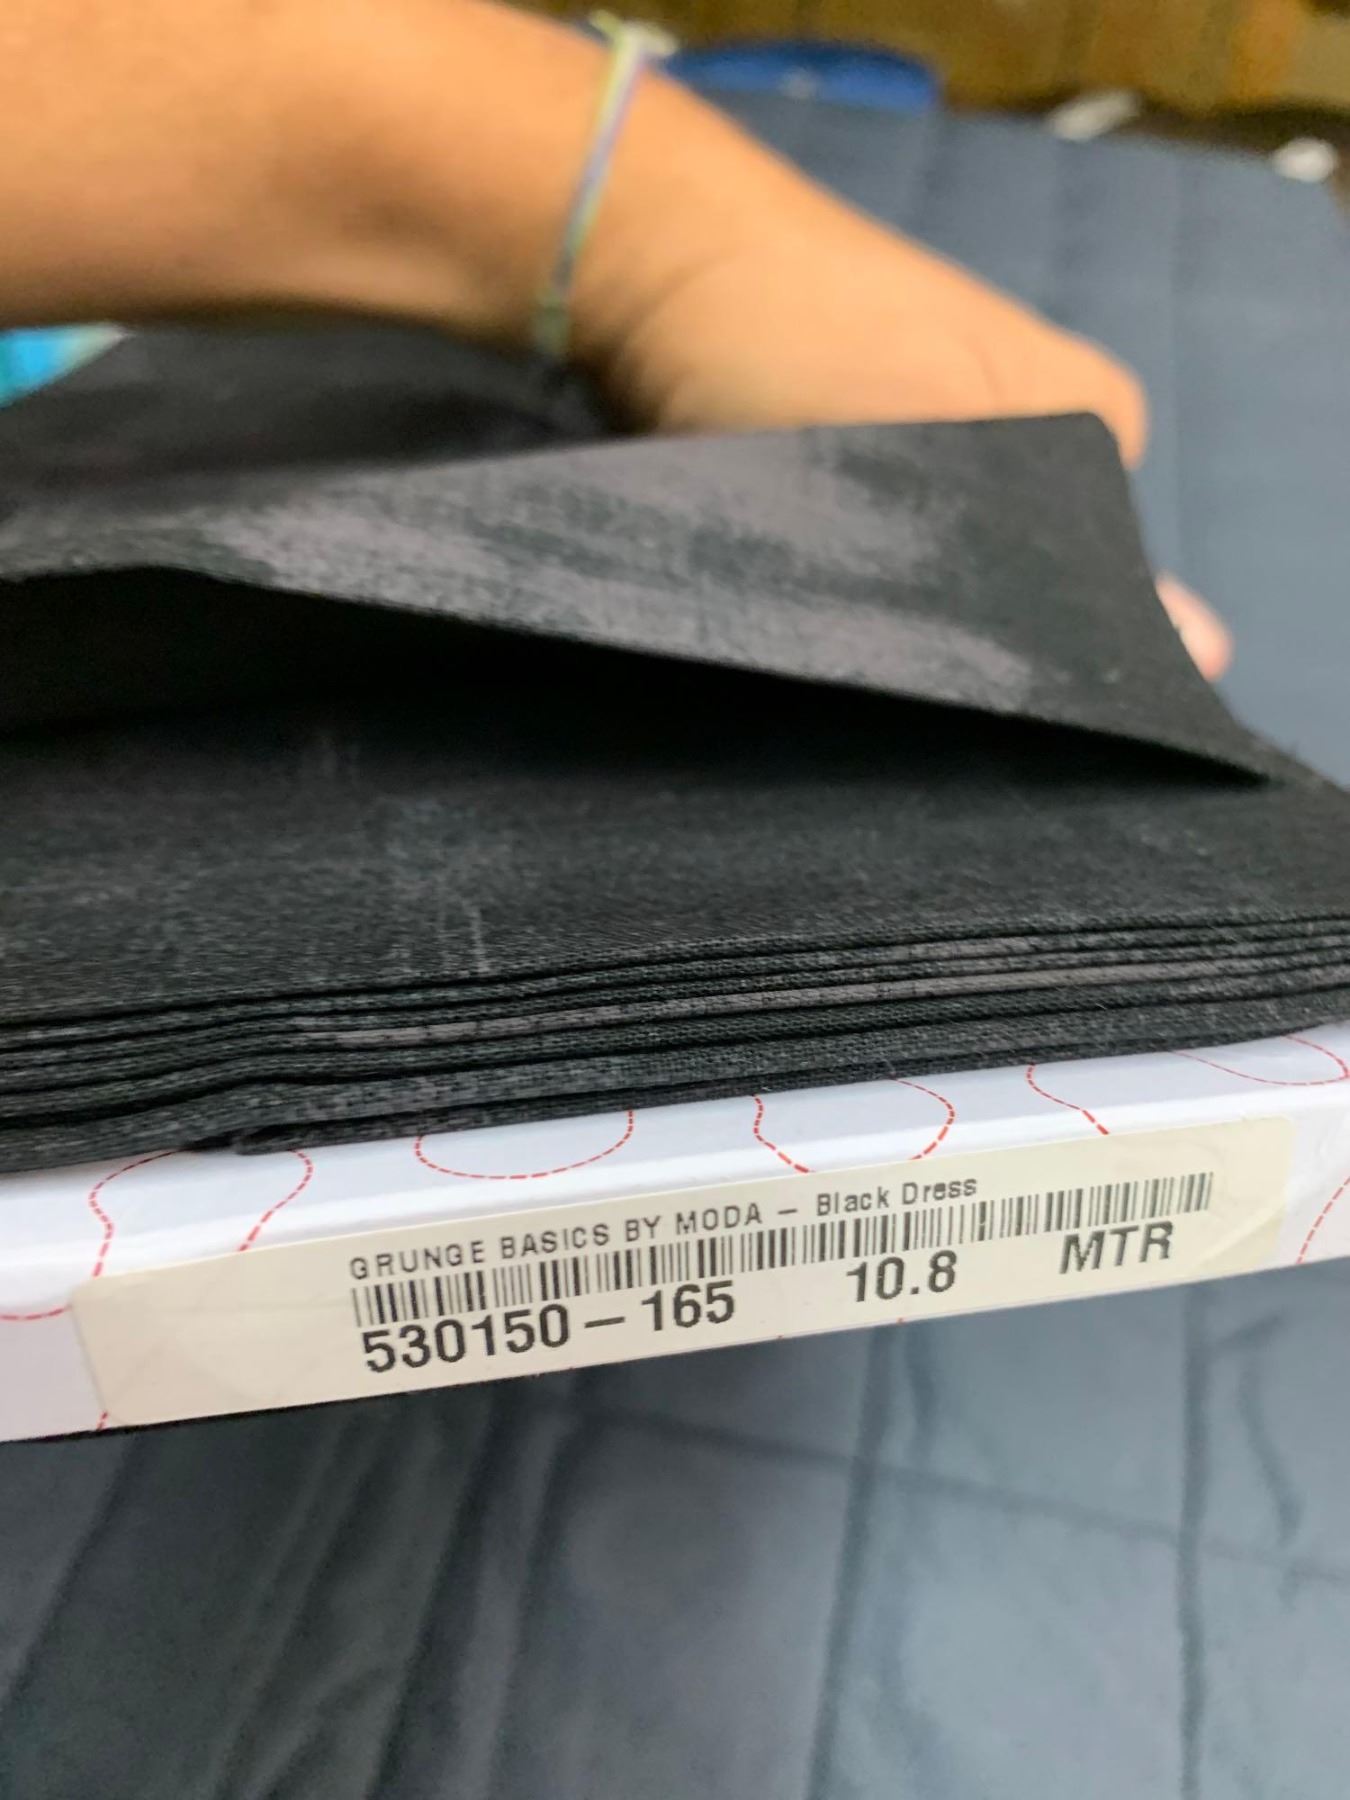 GRUNGE BASICS BY MODA – Black Dress
530150-165 10.8 MTR